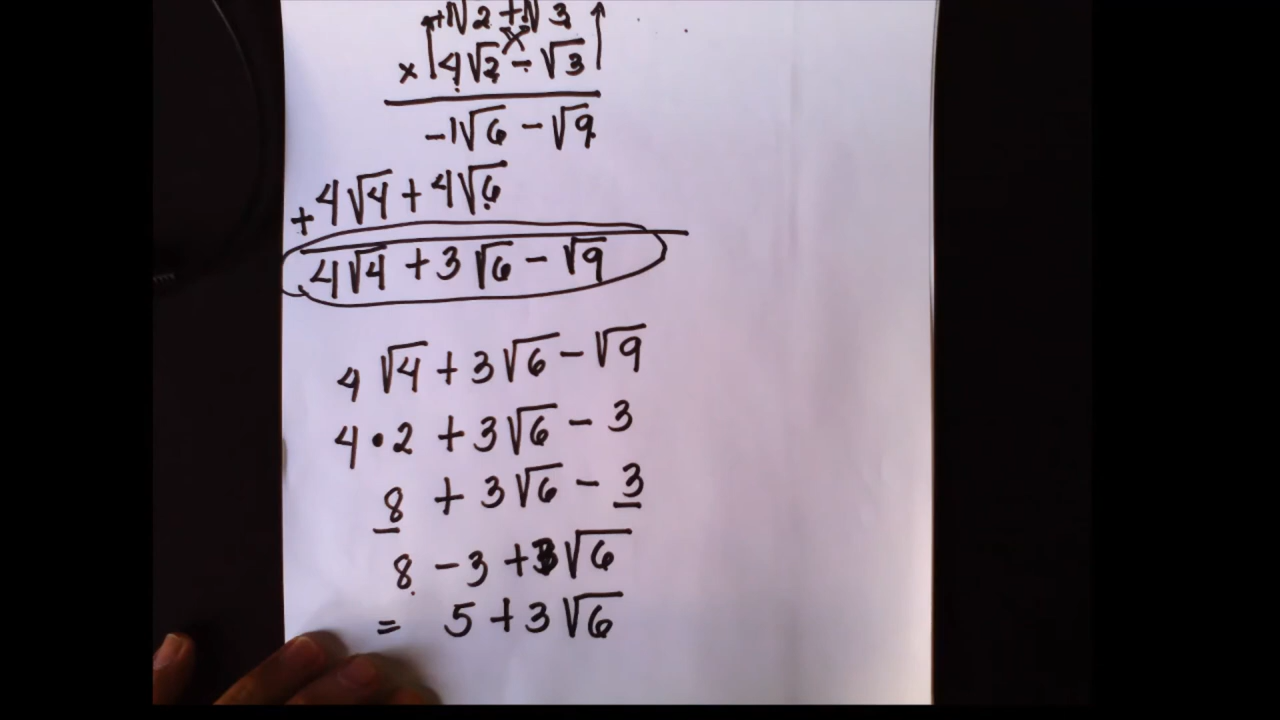 +1√2 + 1√3
× 4√2 - √3
-1√6 - √9
+ 4√4 + 4√6
4√4 + 3√6 - √9
4 √4 + 3√6 - √9
4 • 2 + 3√6 - 3
8 + 3√6 - 3
8 - 3 + 3√6
= 5 + 3√6